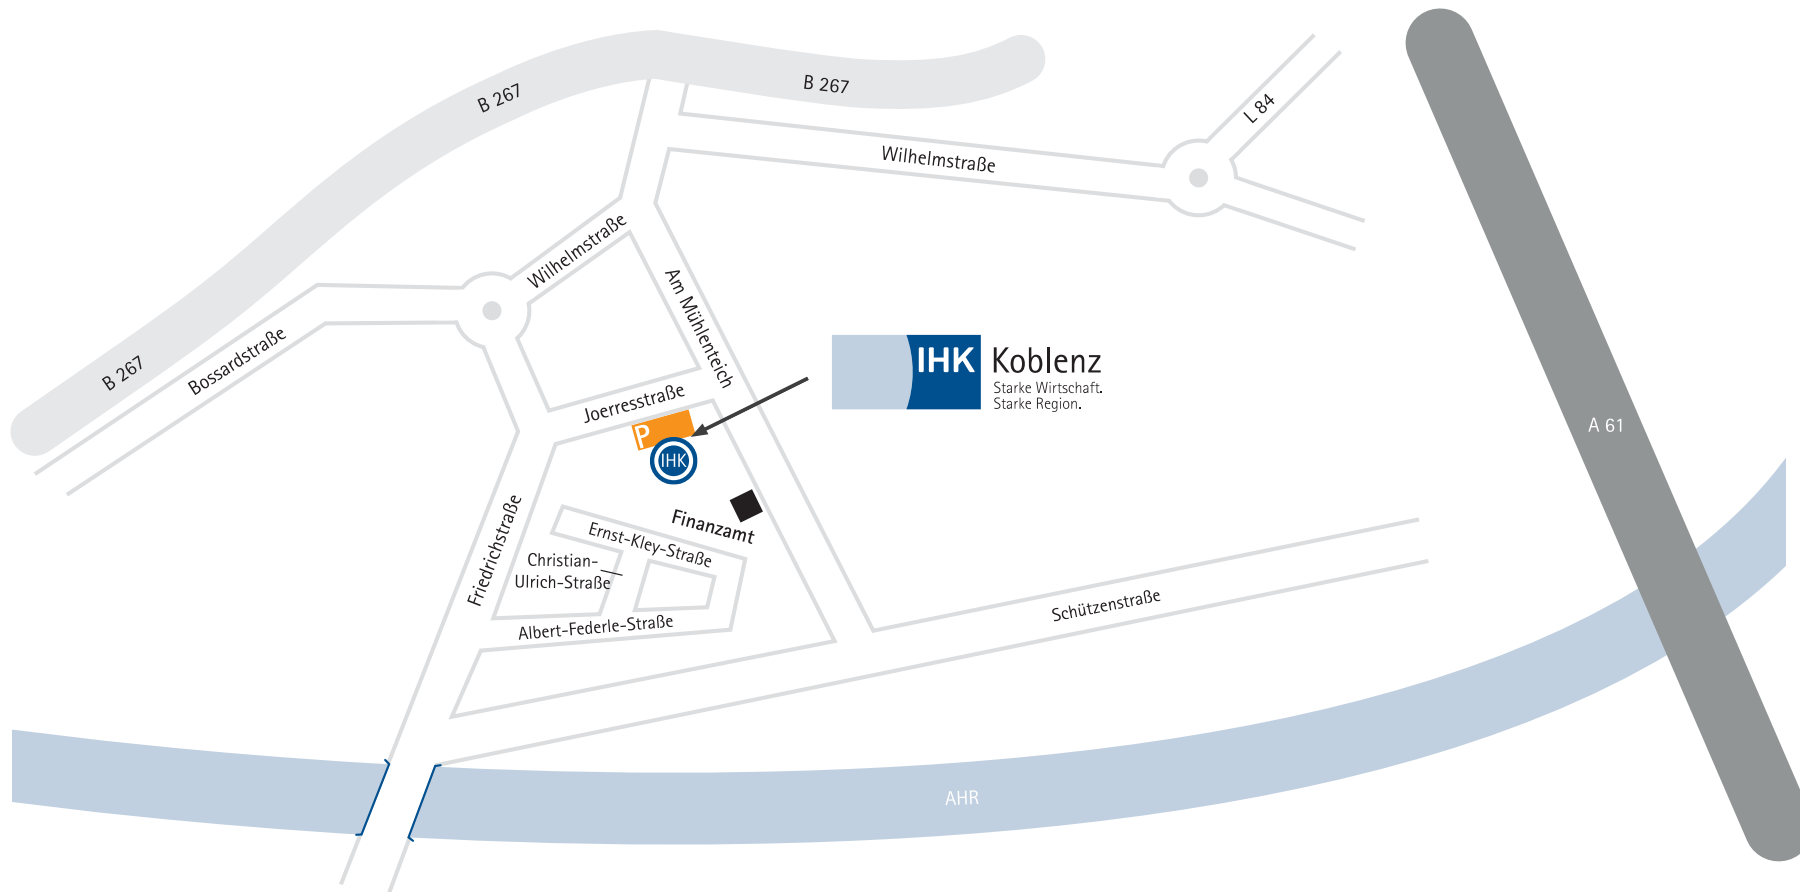 B 267
B 267
L 84
Wilhelmstraße
Wilhelmstraße
Am Mühlenteich
B 267
Bossardstraße
IHK Koblenz
Starke Wirtschaft.
Starke Region.
Joerresstraße
P
IHK
A 61
Friedrichstraße
Finanzamt
Ernst-Kley-Straße
Christian-
Ulrich-Straße
Albert-Federle-Straße
Schützenstraße
AHR